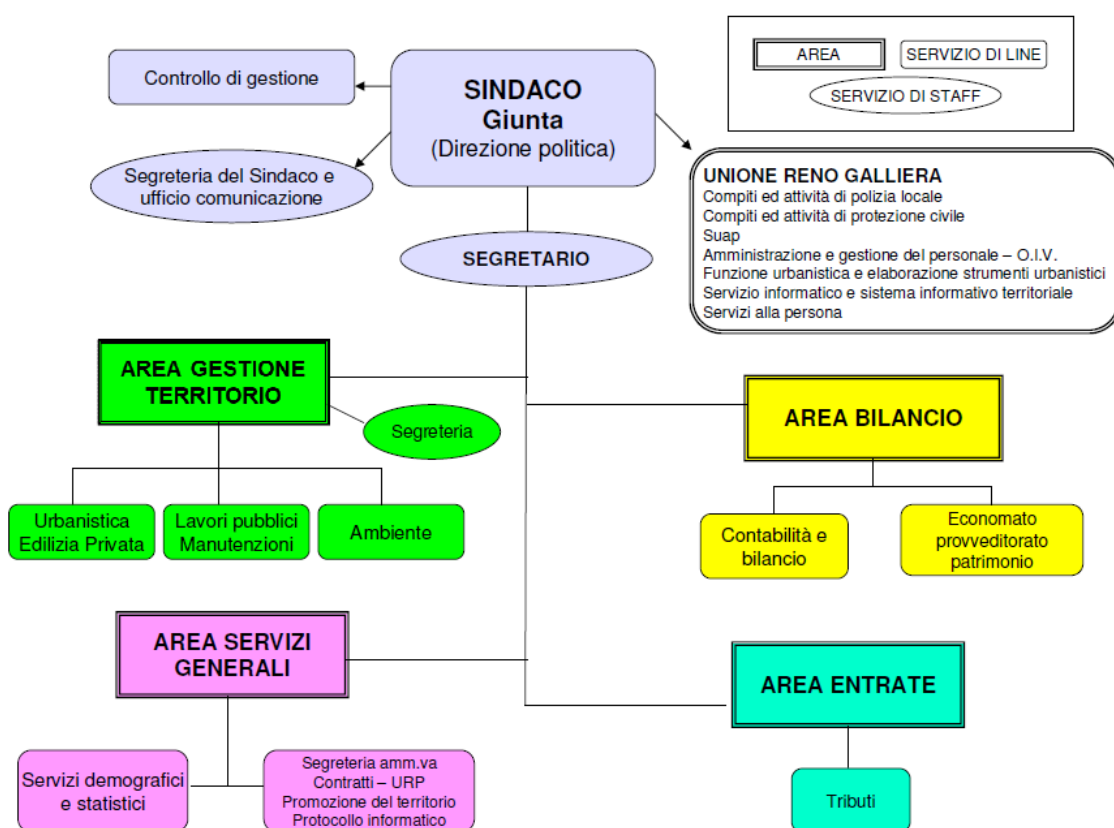 Controllo di gestione
SINDACO
Giunta
(Direzione politica)
AREA
SERVIZIO DI LINE
SERVIZIO DI STAFF
Segreteria del Sindaco e
ufficio comunicazione
UNIONE RENO GALLIERA
Compiti ed attività di polizia locale
Compiti ed attività di protezione civile
Suap
Amministrazione e gestione del personale – O.I.V.
Funzione urbanistica e elaborazione strumenti urbanistici
Servizio informatico e sistema informativo territoriale
Servizi alla persona
SEGRETARIO
AREA GESTIONE
TERRITORIO
Segreteria
AREA BILANCIO
Urbanistica
Edilizia Privata
Lavori pubblici
Manutenzioni
Ambiente
Contabilità e
bilancio
Economato
provveditorato
patrimonio
AREA SERVIZI
GENERALI
AREA ENTRATE
Servizi demografici
e statistici
Segreteria amm.va
Contratti – URP
Promozione del territorio
Protocollo informatico
Tributi